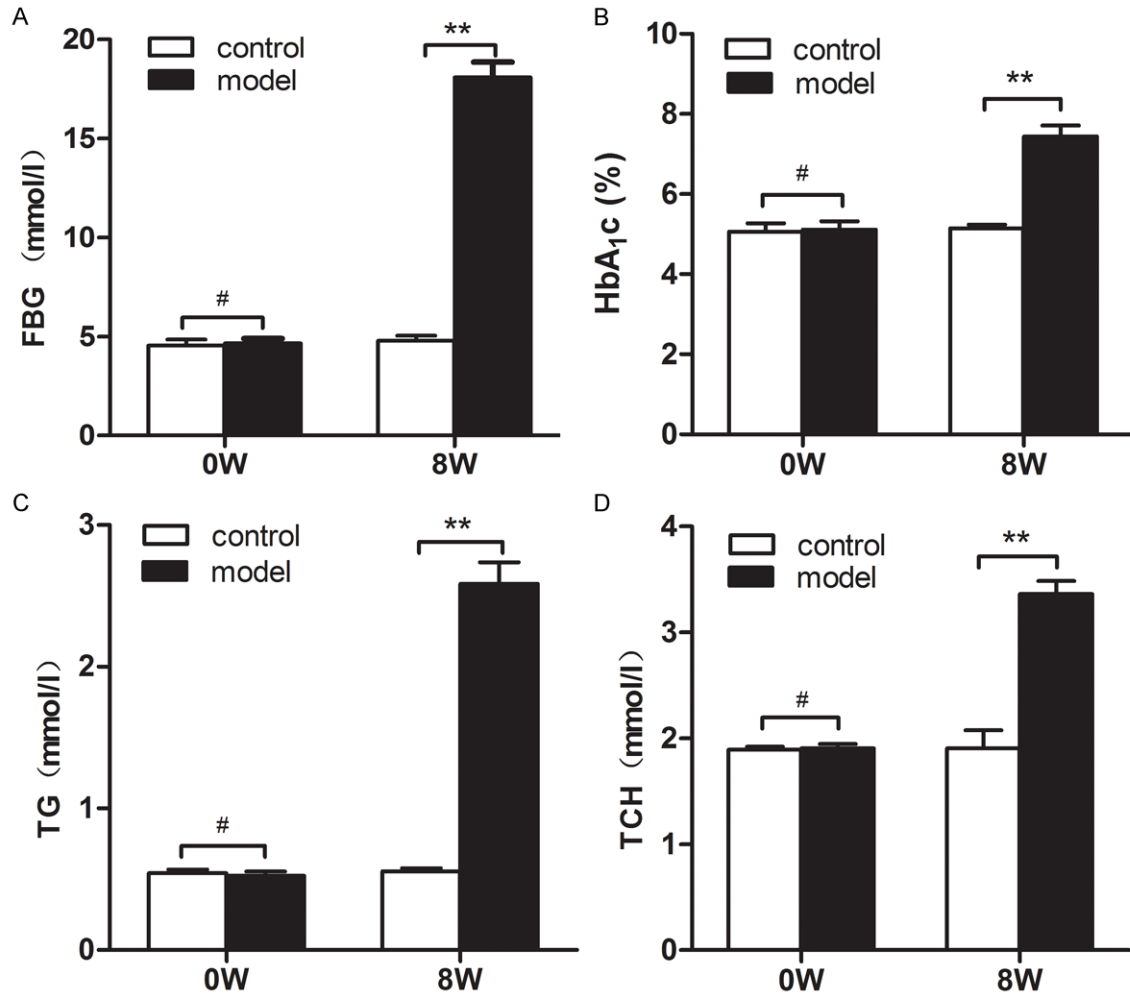 A
FBG (mmol/l)
20
15
10
5
0
control
model
#
**
0W
8W
B
HbA₁c (%)
10
8
6
4
2
0
control
model
#
**
0W
8W
C
TG (mmol/l)
3
2
1
0
control
model
#
**
0W
8W
D
TCH (mmol/l)
4
3
2
1
0
control
model
#
**
0W
8W